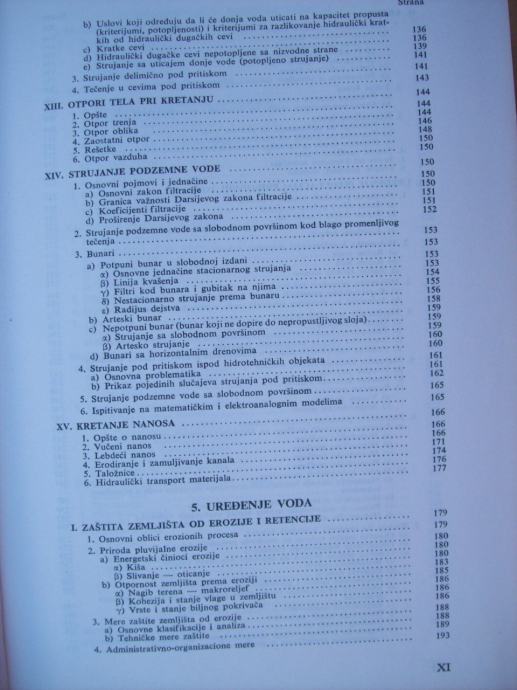 Strana
b) Uslovi koji određuju da li će donja voda uticati na kapacitet propusta
(kriterijumi, potopljenosti) i kriterijumi za razlikovanje hidraulički krat-
kih od hidraulički dugačkih cevi 136
c) Kratke cevi 136
d) Hidraulički dugačke cevi nepotopljene sa nizvodne strane 139
e) Strujanje sa uticajem donje vode (potopljeno strujanje) 141
3. Strujanje delimično pod pritiskom 141
4. Tečenje u cevima pod pritiskom 143
XIII. OTPORI TELA PRI KRETANJU 144
1. Opšte 144
2. Otpor trenja 144
3. Otpor oblika 146
4. Zaostatni otpor 148
5. Rešetke 150
6. Otpor vazduha 150
XIV. STRUJANJE PODZEMNE VODE 150
1. Osnovni pojmovi i jednačine 150
a) Osnovni zakon filtracije 150
b) Granica važnosti Darsijevog zakona filtracije 151
c) Koeficijenti filtracije 151
d) Proširenje Darsijevog zakona 152
2. Strujanje podzemne vode sa slobodnom površinom kod blago promenljivog
tečenja 153
3. Bunari 153
a) Potpuni bunar u slobodnoj izdani 153
α) Osnovne jednačine stacionarnog strujanja 153
β) Linija kvašenja 154
γ) Filtri kod bunara i gubitak na njima 155
δ) Nestacionarno strujanje prema bunaru 156
ε) Radijus dejstva 158
b) Arteski bunar 159
c) Nepotpuni bunar (bunar koji ne dopire do nepropustljivog sloja) 159
α) Strujanje sa slobodnom površinom 159
β) Artesko strujanje 160
d) Bunari sa horizontalnim drenovima 160
4. Strujanje pod pritiskom ispod hidrotehničkih objekata 161
a) Osnovna problematika 161
b) Prikaz pojedinih slučajeva strujanja pod pritiskom 162
5. Strujanje podzemne vode sa slobodnom površinom 165
6. Ispitivanje na matematičkim i elektroanalognim modelima 165
XV. KRETANJE NANOSA 166
1. Opšte o nanosu 166
2. Vučeni nanos 166
3. Lebdeći nanos 171
4. Erodiranje i zamuljivanje kanala 174
5. Taložnice 176
6. Hidraulički transport materijala 177
5. UREĐENJE VODA
I. ZAŠTITA ZEMLJIŠTA OD EROZIJE I RETENCIJE 179
1. Osnovni oblici erozionih procesa 179
2. Priroda pluvijalne erozije 180
a) Energetski činioci erozije 180
α) Kiša 180
β) Slivanje — oticanje 183
b) Otpornost zemljišta prema eroziji 185
α) Nagib terena — makroreljef 186
β) Kohezija i stanje vlage u zemljištu 186
γ) Vrste i stanje biljnog pokrivača 186
3. Mere zaštite zemljišta od erozije 188
a) Osnovne klasifikacije i analiza 188
b) Tehničke mere zaštite 189
4. Administrativno-organizacione mere 193
XI